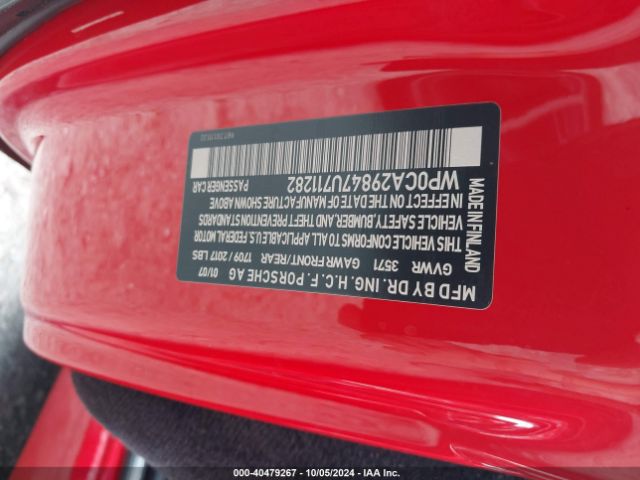 MFD BY DR. ING. H.C. F. PORSCHE AG
01/07
GVWR 3571 GAWR FRONT/REAR 1709 / 2017 LBS
THIS VEHICLE CONFORMS TO ALL APPLICABLE U.S. FEDERAL MOTOR
VEHICLE SAFETY, BUMPER, AND THEFT PREVENTION STANDARDS
IN EFFECT ON THE DATE OF MANUFACTURE SHOWN ABOVE
WP0CA29847U711282
PASSENGER CAR
MADE IN FINLAND
000-40479267 - 10/05/2024 - IAA Inc.